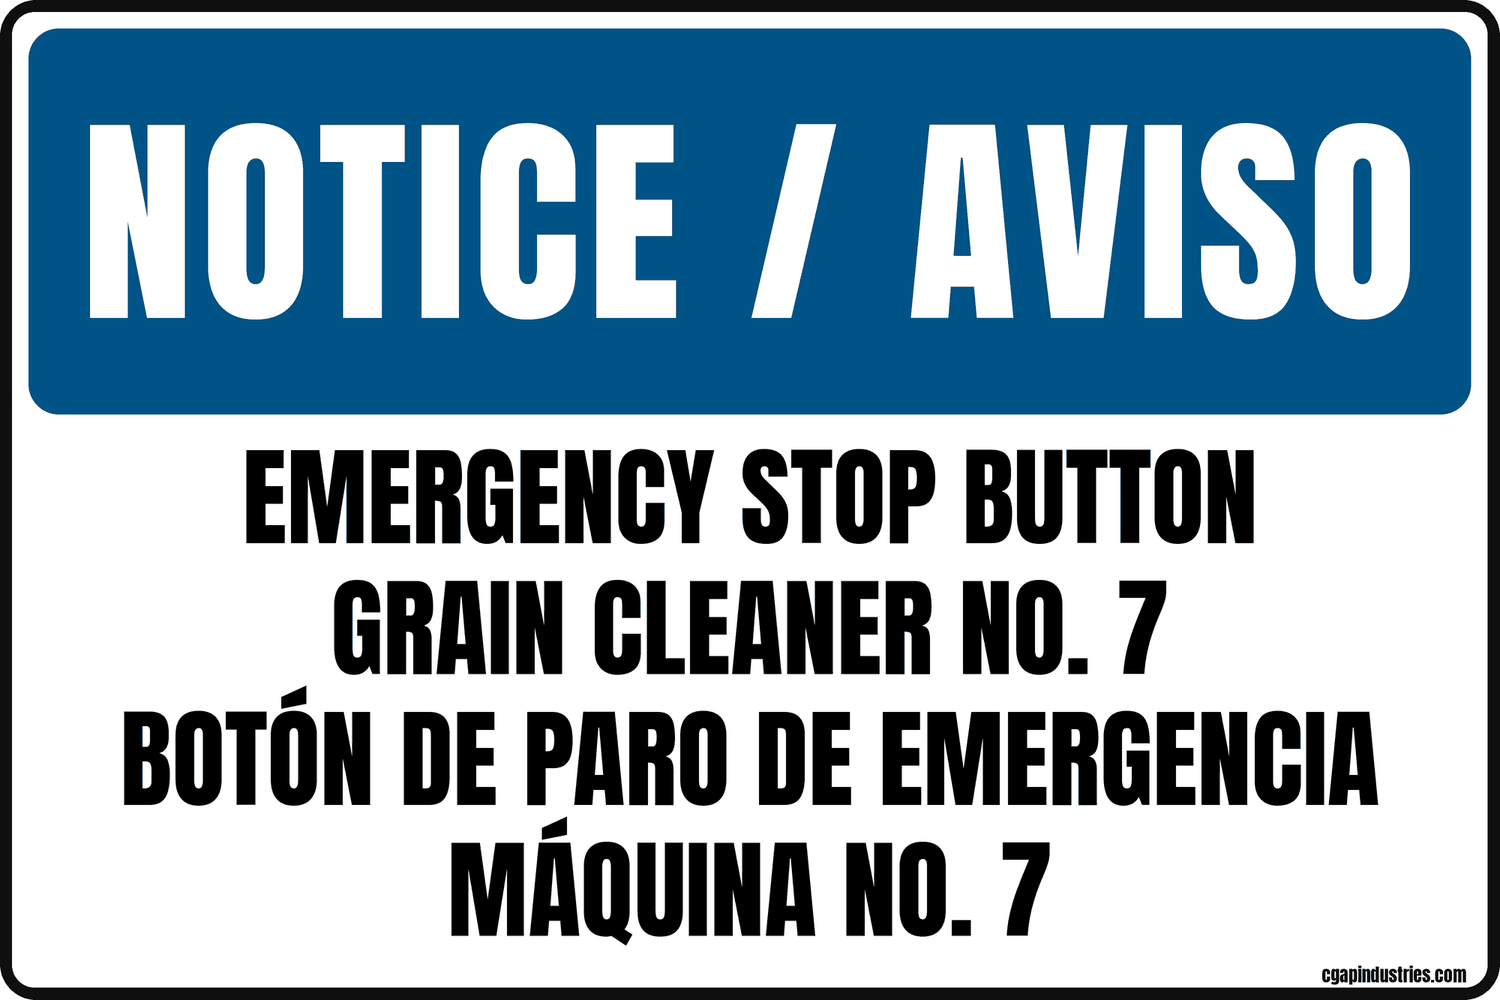 NOTICE / AVISO
EMERGENCY STOP BUTTON
GRAIN CLEANER NO. 7
BOTÓN DE PARO DE EMERGENCIA
MÁQUINA NO. 7
cgapindustries.com